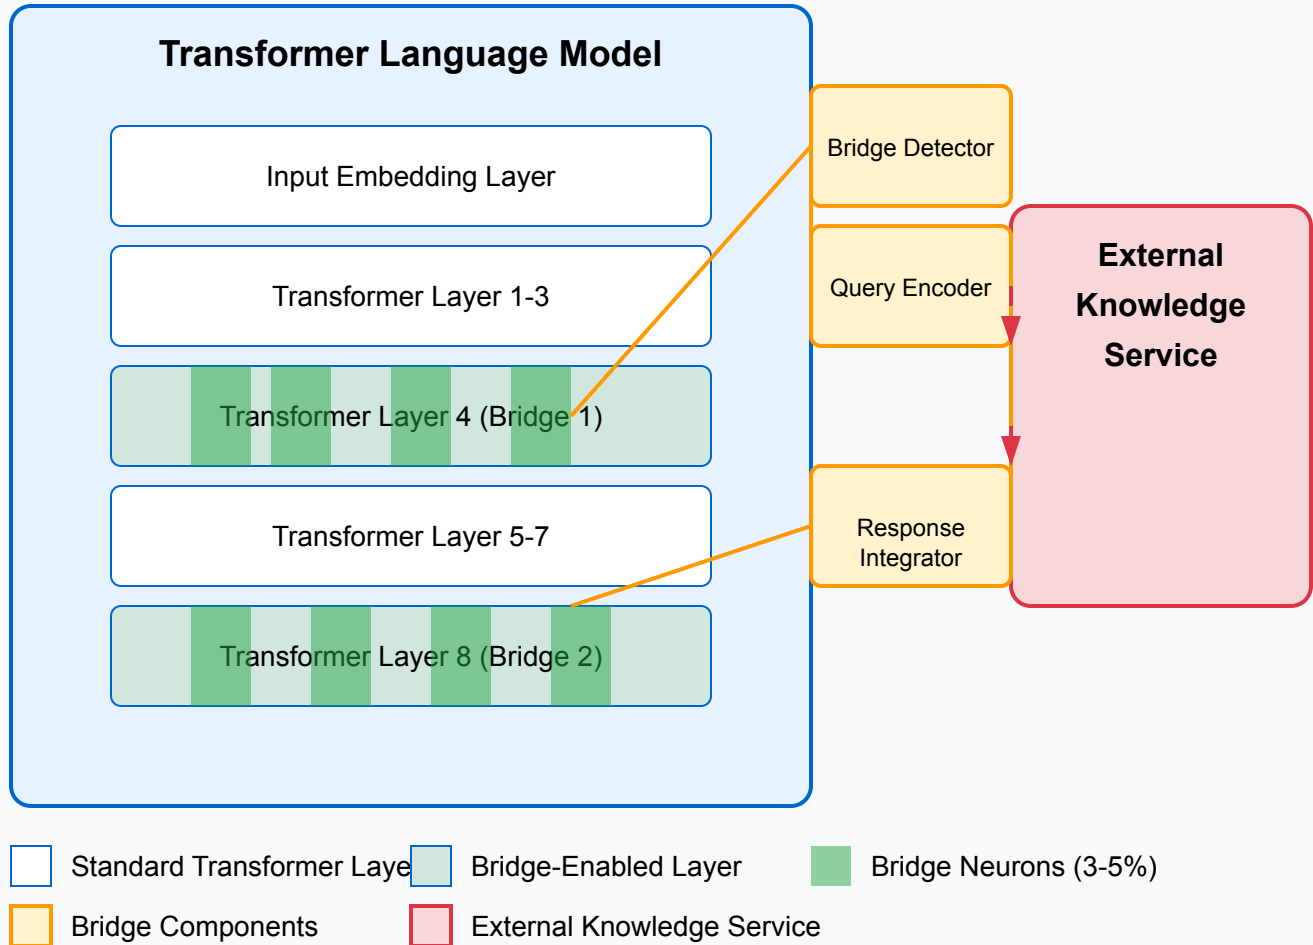 Transformer Language Model
Input Embedding Layer
Transformer Layer 1-3
Transformer Layer 4 (Bridge 1)
Transformer Layer 5-7
Transformer Layer 8 (Bridge 2)
Bridge Detector
Query Encoder
Response
Integrator
External
Knowledge
Service
Standard Transformer Laye
Bridge-Enabled Layer
Bridge Neurons (3-5%)
Bridge Components
External Knowledge Service